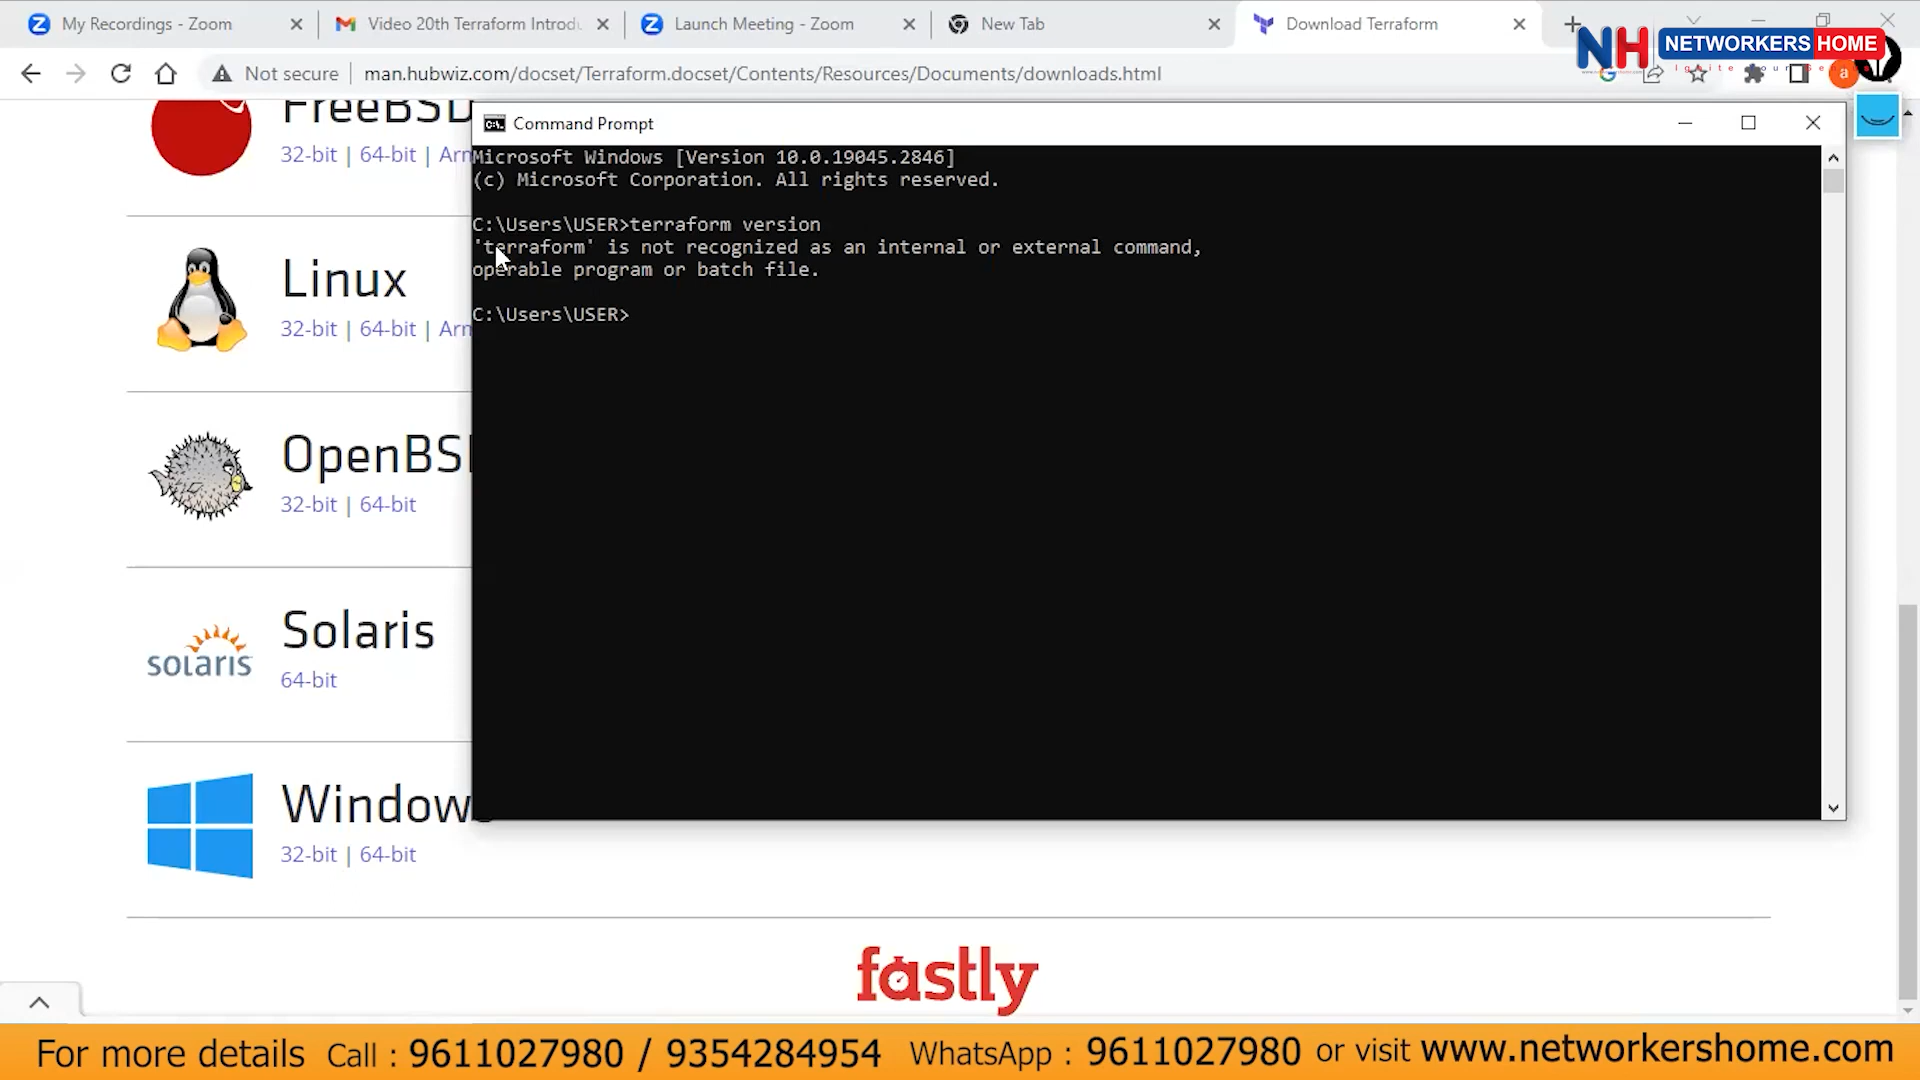 My Recordings - Zoom
Video 20th Terraform Introdu
Launch Meeting - Zoom
New Tab
Download Terraform
NH NETWORKERS HOME
Not secure
man.hubwiz.com/docset/Terraform.docset/Contents/Resources/Documents/downloads.html
a
FreeBSD
32-bit | 64-bit | Arm
Command Prompt
Microsoft Windows [Version 10.0.19045.2846]
(c) Microsoft Corporation. All rights reserved.
C:\Users\USER>terraform version
'terraform' is not recognized as an internal or external command,
operable program or batch file.
C:\Users\USER>
Linux
32-bit | 64-bit | Arm
OpenBSD
32-bit | 64-bit
solaris
Solaris
64-bit
Windows
32-bit | 64-bit
fastly
For more details Call : 9611027980 / 9354284954 WhatsApp : 9611027980 or visit www.networkershome.com